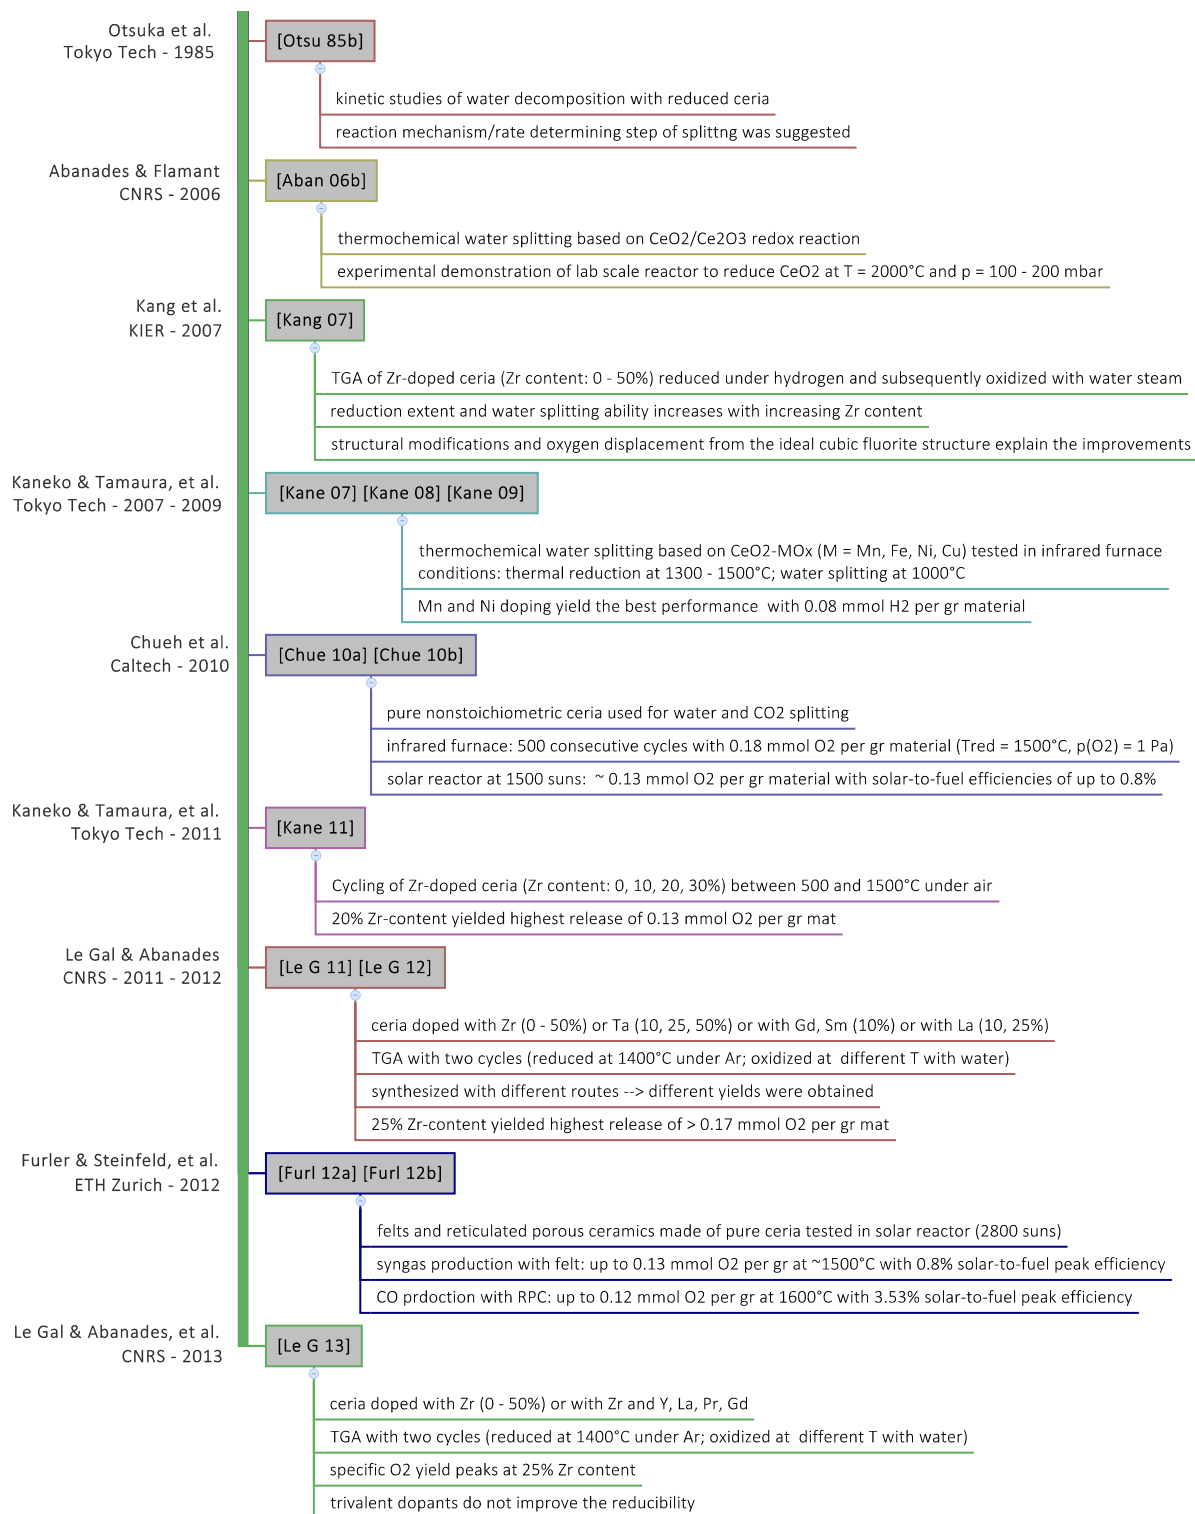 Otsuka et al.
Tokyo Tech - 1985
[Otsu 85b]
kinetic studies of water decomposition with reduced ceria
reaction mechanism/rate determining step of splittng was suggested
Abanades & Flamant
CNRS - 2006
[Aban 06b]
thermochemical water splitting based on CeO2/Ce2O3 redox reaction
experimental demonstration of lab scale reactor to reduce CeO2 at T = 2000°C and p = 100 - 200 mbar
Kang et al.
KIER - 2007
[Kang 07]
TGA of Zr-doped ceria (Zr content: 0 - 50%) reduced under hydrogen and subsequently oxidized with water steam
reduction extent and water splitting ability increases with increasing Zr content
structural modifications and oxygen displacement from the ideal cubic fluorite structure explain the improvements
Kaneko & Tamaura, et al.
Tokyo Tech - 2007 - 2009
[Kane 07] [Kane 08] [Kane 09]
thermochemical water splitting based on CeO2-MOx (M = Mn, Fe, Ni, Cu) tested in infrared furnace
conditions: thermal reduction at 1300 - 1500°C; water splitting at 1000°C
Mn and Ni doping yield the best performance with 0.08 mmol H2 per gr material
Chueh et al.
Caltech - 2010
[Chue 10a] [Chue 10b]
pure nonstoichiometric ceria used for water and CO2 splitting
infrared furnace: 500 consecutive cycles with 0.18 mmol O2 per gr material (Tred = 1500°C, p(O2) = 1 Pa)
solar reactor at 1500 suns: ~ 0.13 mmol O2 per gr material with solar-to-fuel efficiencies of up to 0.8%
Kaneko & Tamaura, et al.
Tokyo Tech - 2011
[Kane 11]
Cycling of Zr-doped ceria (Zr content: 0, 10, 20, 30%) between 500 and 1500°C under air
20% Zr-content yielded highest release of 0.13 mmol O2 per gr mat
Le Gal & Abanades
CNRS - 2011 - 2012
[Le G 11] [Le G 12]
ceria doped with Zr (0 - 50%) or Ta (10, 25, 50%) or with Gd, Sm (10%) or with La (10, 25%)
TGA with two cycles (reduced at 1400°C under Ar; oxidized at different T with water)
synthesized with different routes --> different yields were obtained
25% Zr-content yielded highest release of > 0.17 mmol O2 per gr mat
Furler & Steinfeld, et al.
ETH Zurich - 2012
[Furl 12a] [Furl 12b]
felts and reticulated porous ceramics made of pure ceria tested in solar reactor (2800 suns)
syngas production with felt: up to 0.13 mmol O2 per gr at ~1500°C with 0.8% solar-to-fuel peak efficiency
CO prdoction with RPC: up to 0.12 mmol O2 per gr at 1600°C with 3.53% solar-to-fuel peak efficiency
Le Gal & Abanades, et al.
CNRS - 2013
[Le G 13]
ceria doped with Zr (0 - 50%) or with Zr and Y, La, Pr, Gd
TGA with two cycles (reduced at 1400°C under Ar; oxidized at different T with water)
specific O2 yield peaks at 25% Zr content
trivalent dopants do not improve the reducibility